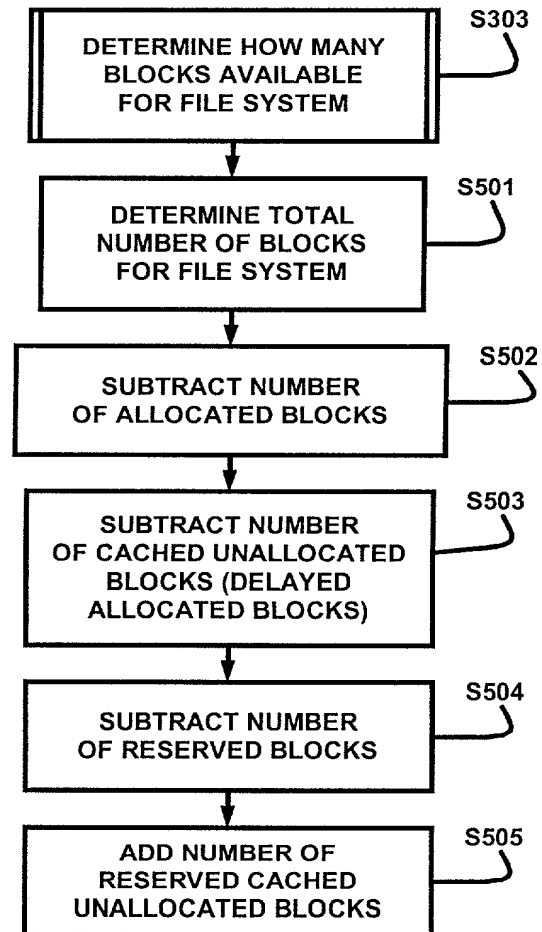 S303
DETERMINE HOW MANY
BLOCKS AVAILABLE
FOR FILE SYSTEM
S501
DETERMINE TOTAL
NUMBER OF BLOCKS
FOR FILE SYSTEM
S502
SUBTRACT NUMBER
OF ALLOCATED BLOCKS
S503
SUBTRACT NUMBER
OF CACHED UNALLOCATED
BLOCKS (DELAYED
ALLOCATED BLOCKS)
S504
SUBTRACT NUMBER
OF RESERVED BLOCKS
S505
ADD NUMBER OF
RESERVED CACHED
UNALLOCATED BLOCKS